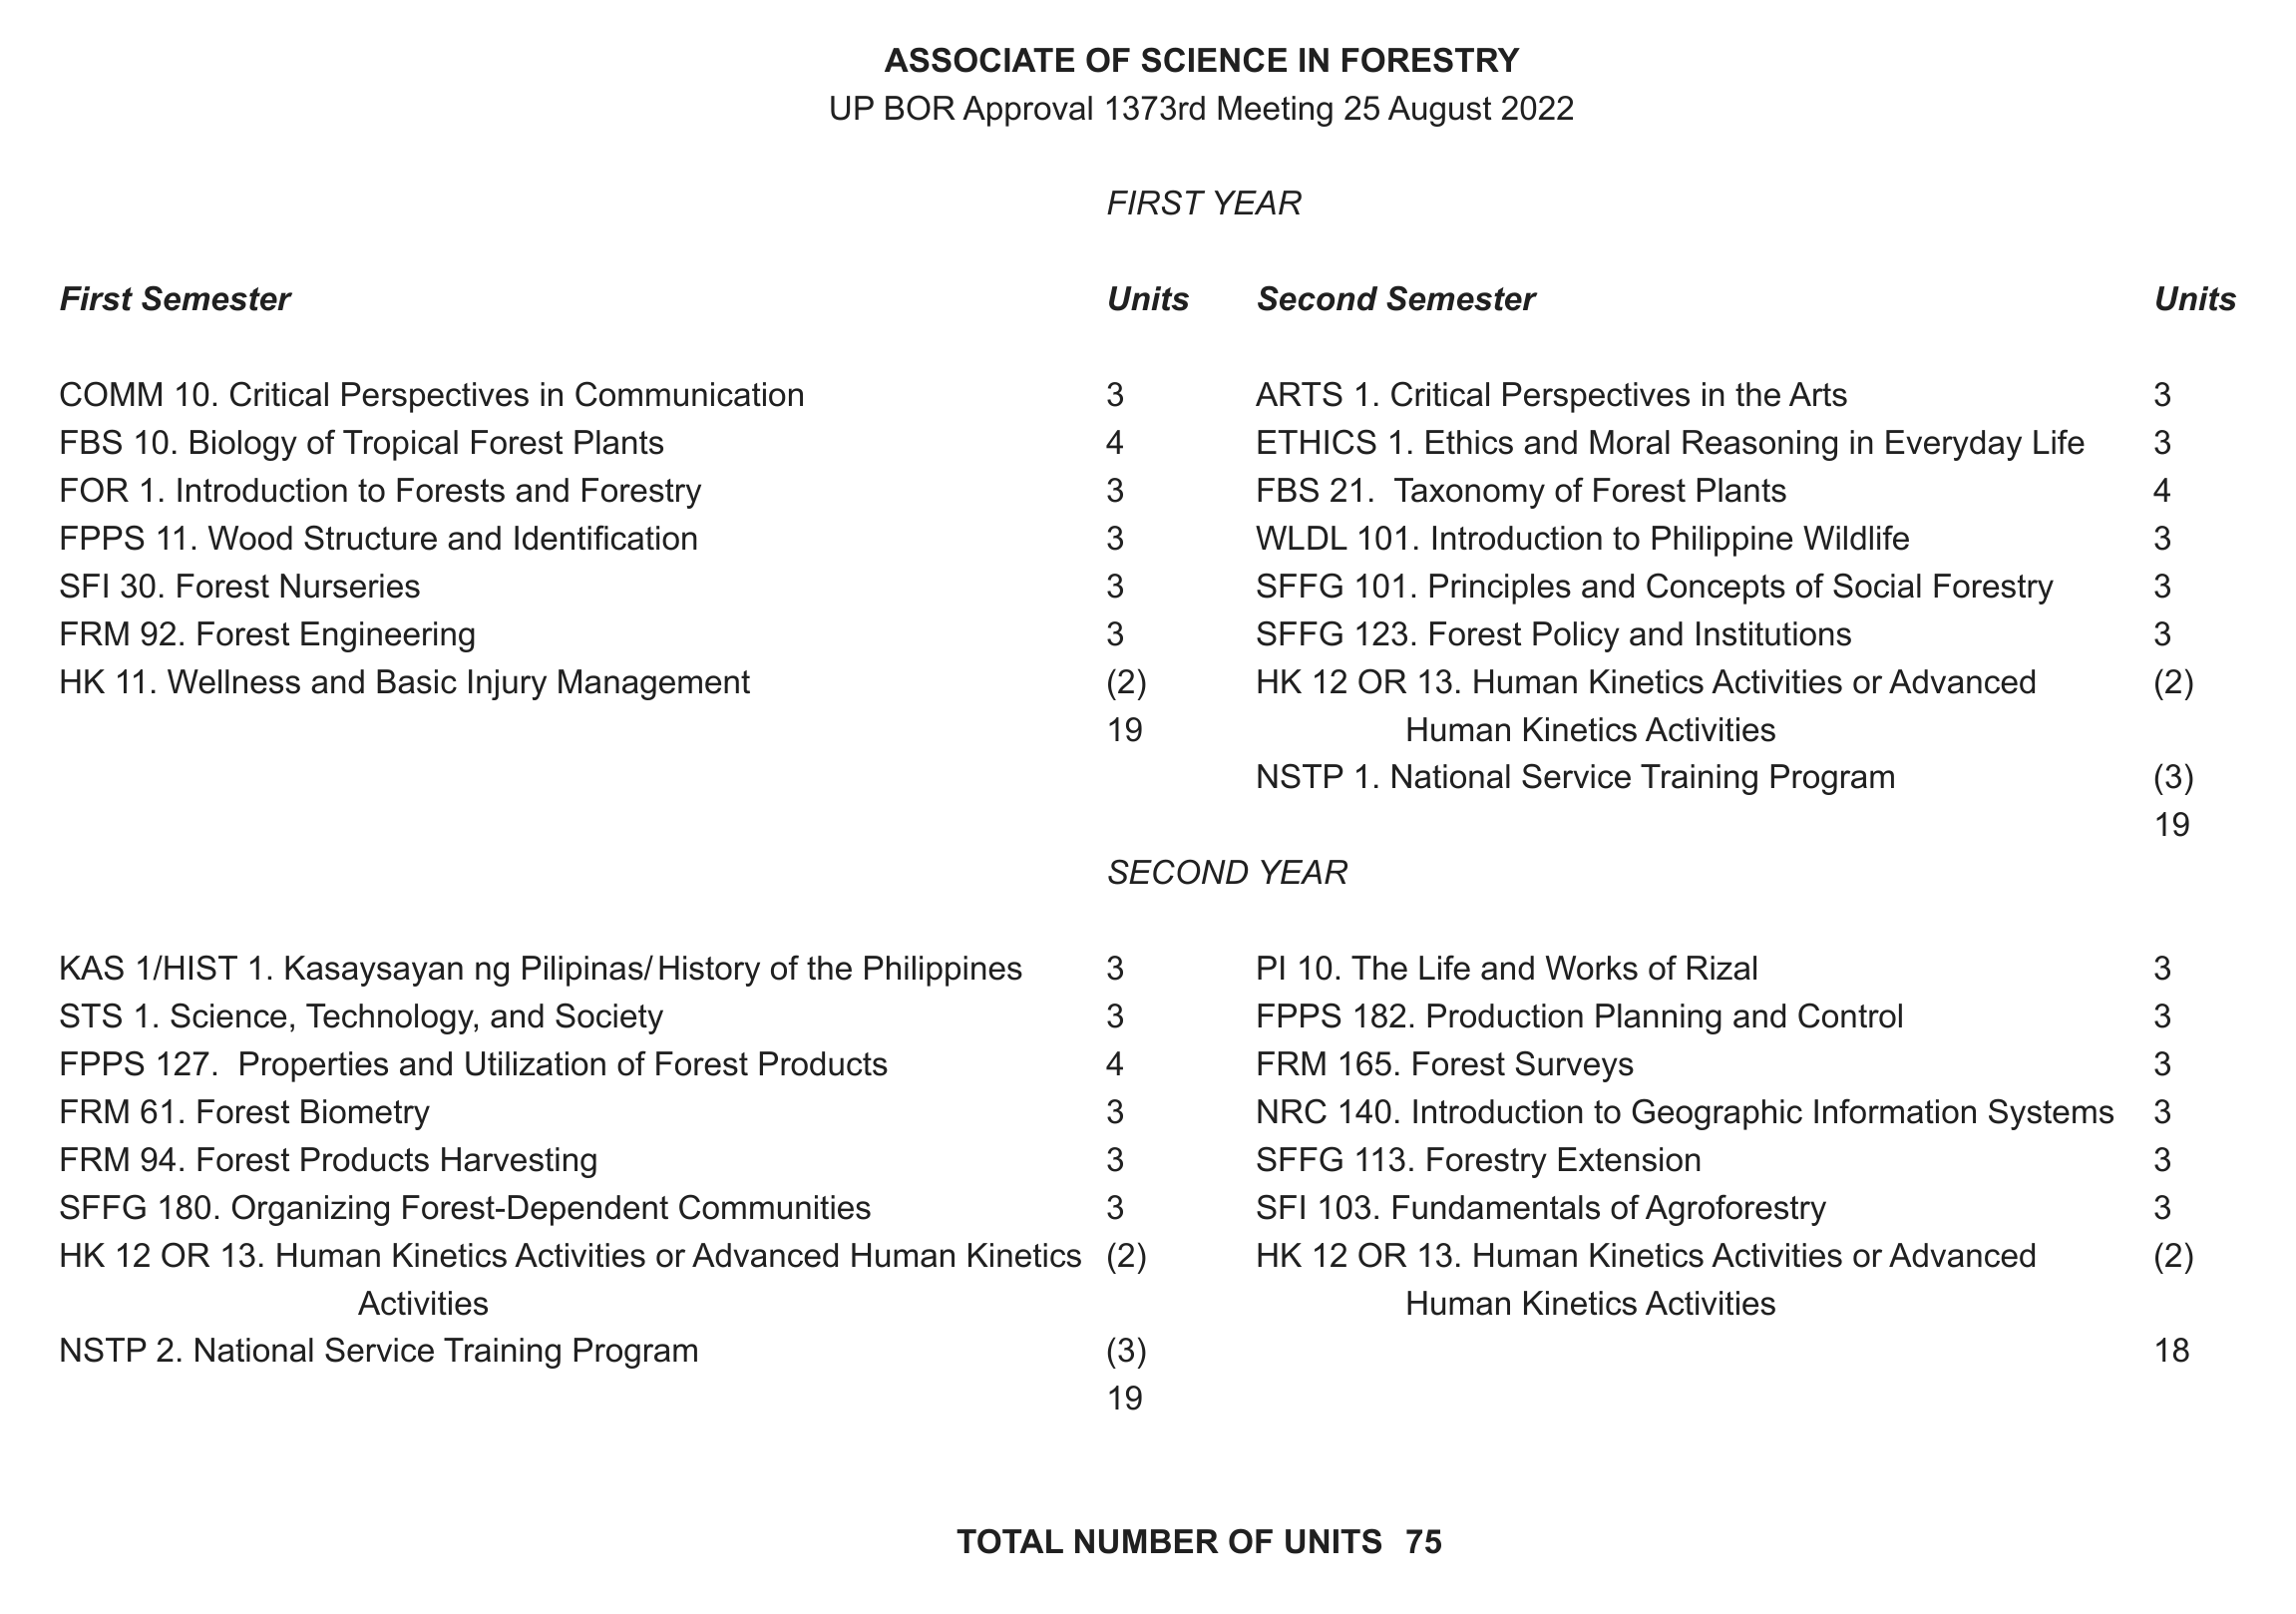 ASSOCIATE OF SCIENCE IN FORESTRY
UP BOR Approval 1373rd Meeting 25 August 2022
FIRST YEAR
First Semester Units Second Semester Units
COMM 10. Critical Perspectives in Communication 3 ARTS 1. Critical Perspectives in the Arts 3
FBS 10. Biology of Tropical Forest Plants 4 ETHICS 1. Ethics and Moral Reasoning in Everyday Life 3
FOR 1. Introduction to Forests and Forestry 3 FBS 21. Taxonomy of Forest Plants 4
FPPS 11. Wood Structure and Identification 3 WLDL 101. Introduction to Philippine Wildlife 3
SFI 30. Forest Nurseries 3 SFFG 101. Principles and Concepts of Social Forestry 3
FRM 92. Forest Engineering 3 SFFG 123. Forest Policy and Institutions 3
HK 11. Wellness and Basic Injury Management (2) HK 12 OR 13. Human Kinetics Activities or Advanced (2)
19 Human Kinetics Activities
NSTP 1. National Service Training Program (3)
19
SECOND YEAR
KAS 1/HIST 1. Kasaysayan ng Pilipinas/History of the Philippines 3 PI 10. The Life and Works of Rizal 3
STS 1. Science, Technology, and Society 3 FPPS 182. Production Planning and Control 3
FPPS 127. Properties and Utilization of Forest Products 4 FRM 165. Forest Surveys 3
FRM 61. Forest Biometry 3 NRC 140. Introduction to Geographic Information Systems 3
FRM 94. Forest Products Harvesting 3 SFFG 113. Forestry Extension 3
SFFG 180. Organizing Forest-Dependent Communities 3 SFI 103. Fundamentals of Agroforestry 3
HK 12 OR 13. Human Kinetics Activities or Advanced Human Kinetics (2) HK 12 OR 13. Human Kinetics Activities or Advanced (2)
Activities Human Kinetics Activities
NSTP 2. National Service Training Program (3) 18
19
TOTAL NUMBER OF UNITS 75